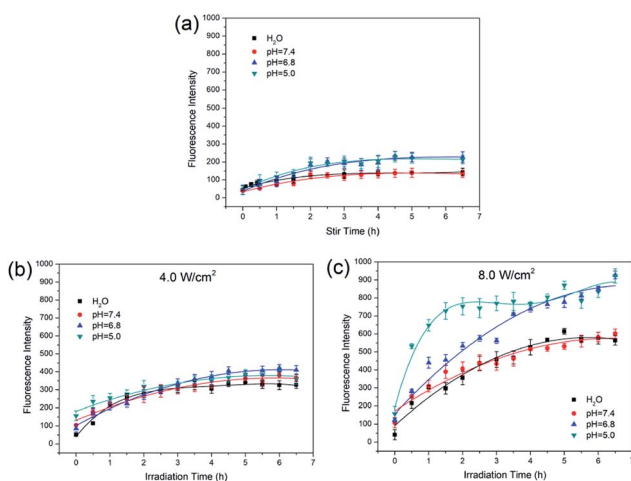 (a)
H₂O
pH=7.4
pH=6.8
pH=5.0
Fluorescence Intensity
1000
900
800
700
600
500
400
300
200
100
0
0 1 2 3 4 5 6 7
Stir Time (h)
(b)
4.0 W/cm²
H₂O
pH=7.4
pH=6.8
pH=5.0
Fluorescence Intensity
1000
900
800
700
600
500
400
300
200
100
0
0 1 2 3 4 5 6 7
Irradiation Time (h)
(c)
8.0 W/cm²
H₂O
pH=7.4
pH=6.8
pH=5.0
Fluorescence Intensity
1000
900
800
700
600
500
400
300
200
100
0
0 1 2 3 4 5 6 7
Irradiation Time (h)